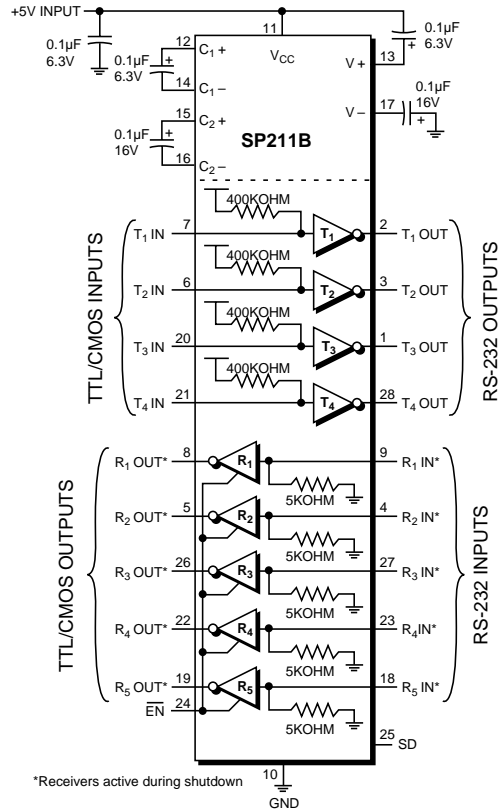 +5V INPUT
0.1µF
6.3V
11
VCC
0.1µF
6.3V
12
C1 +
0.1µF
6.3V
14
C1 –
V +
13
15
C2 +
0.1µF
16V
16
C2 –
V –
17
0.1µF
16V
SP211B
400KOHM
T1 IN
7
T1
2
T1 OUT
400KOHM
T2 IN
6
T2
3
T2 OUT
400KOHM
T3 IN
20
T3
1
T3 OUT
400KOHM
T4 IN
21
T4
28
T4 OUT
TTL/CMOS INPUTS
RS-232 OUTPUTS
R1 OUT*
8
R1
9
R1 IN*
5KOHM
R2 OUT*
5
R2
4
R2 IN*
5KOHM
R3 OUT*
26
R3
27
R3 IN*
5KOHM
R4 OUT*
22
R4
23
R4IN*
5KOHM
R5 OUT*
19
R5
18
R5 IN*
5KOHM
EN
24
TTL/CMOS OUTPUTS
RS-232 INPUTS
25
SD
*Receivers active during shutdown
10
GND